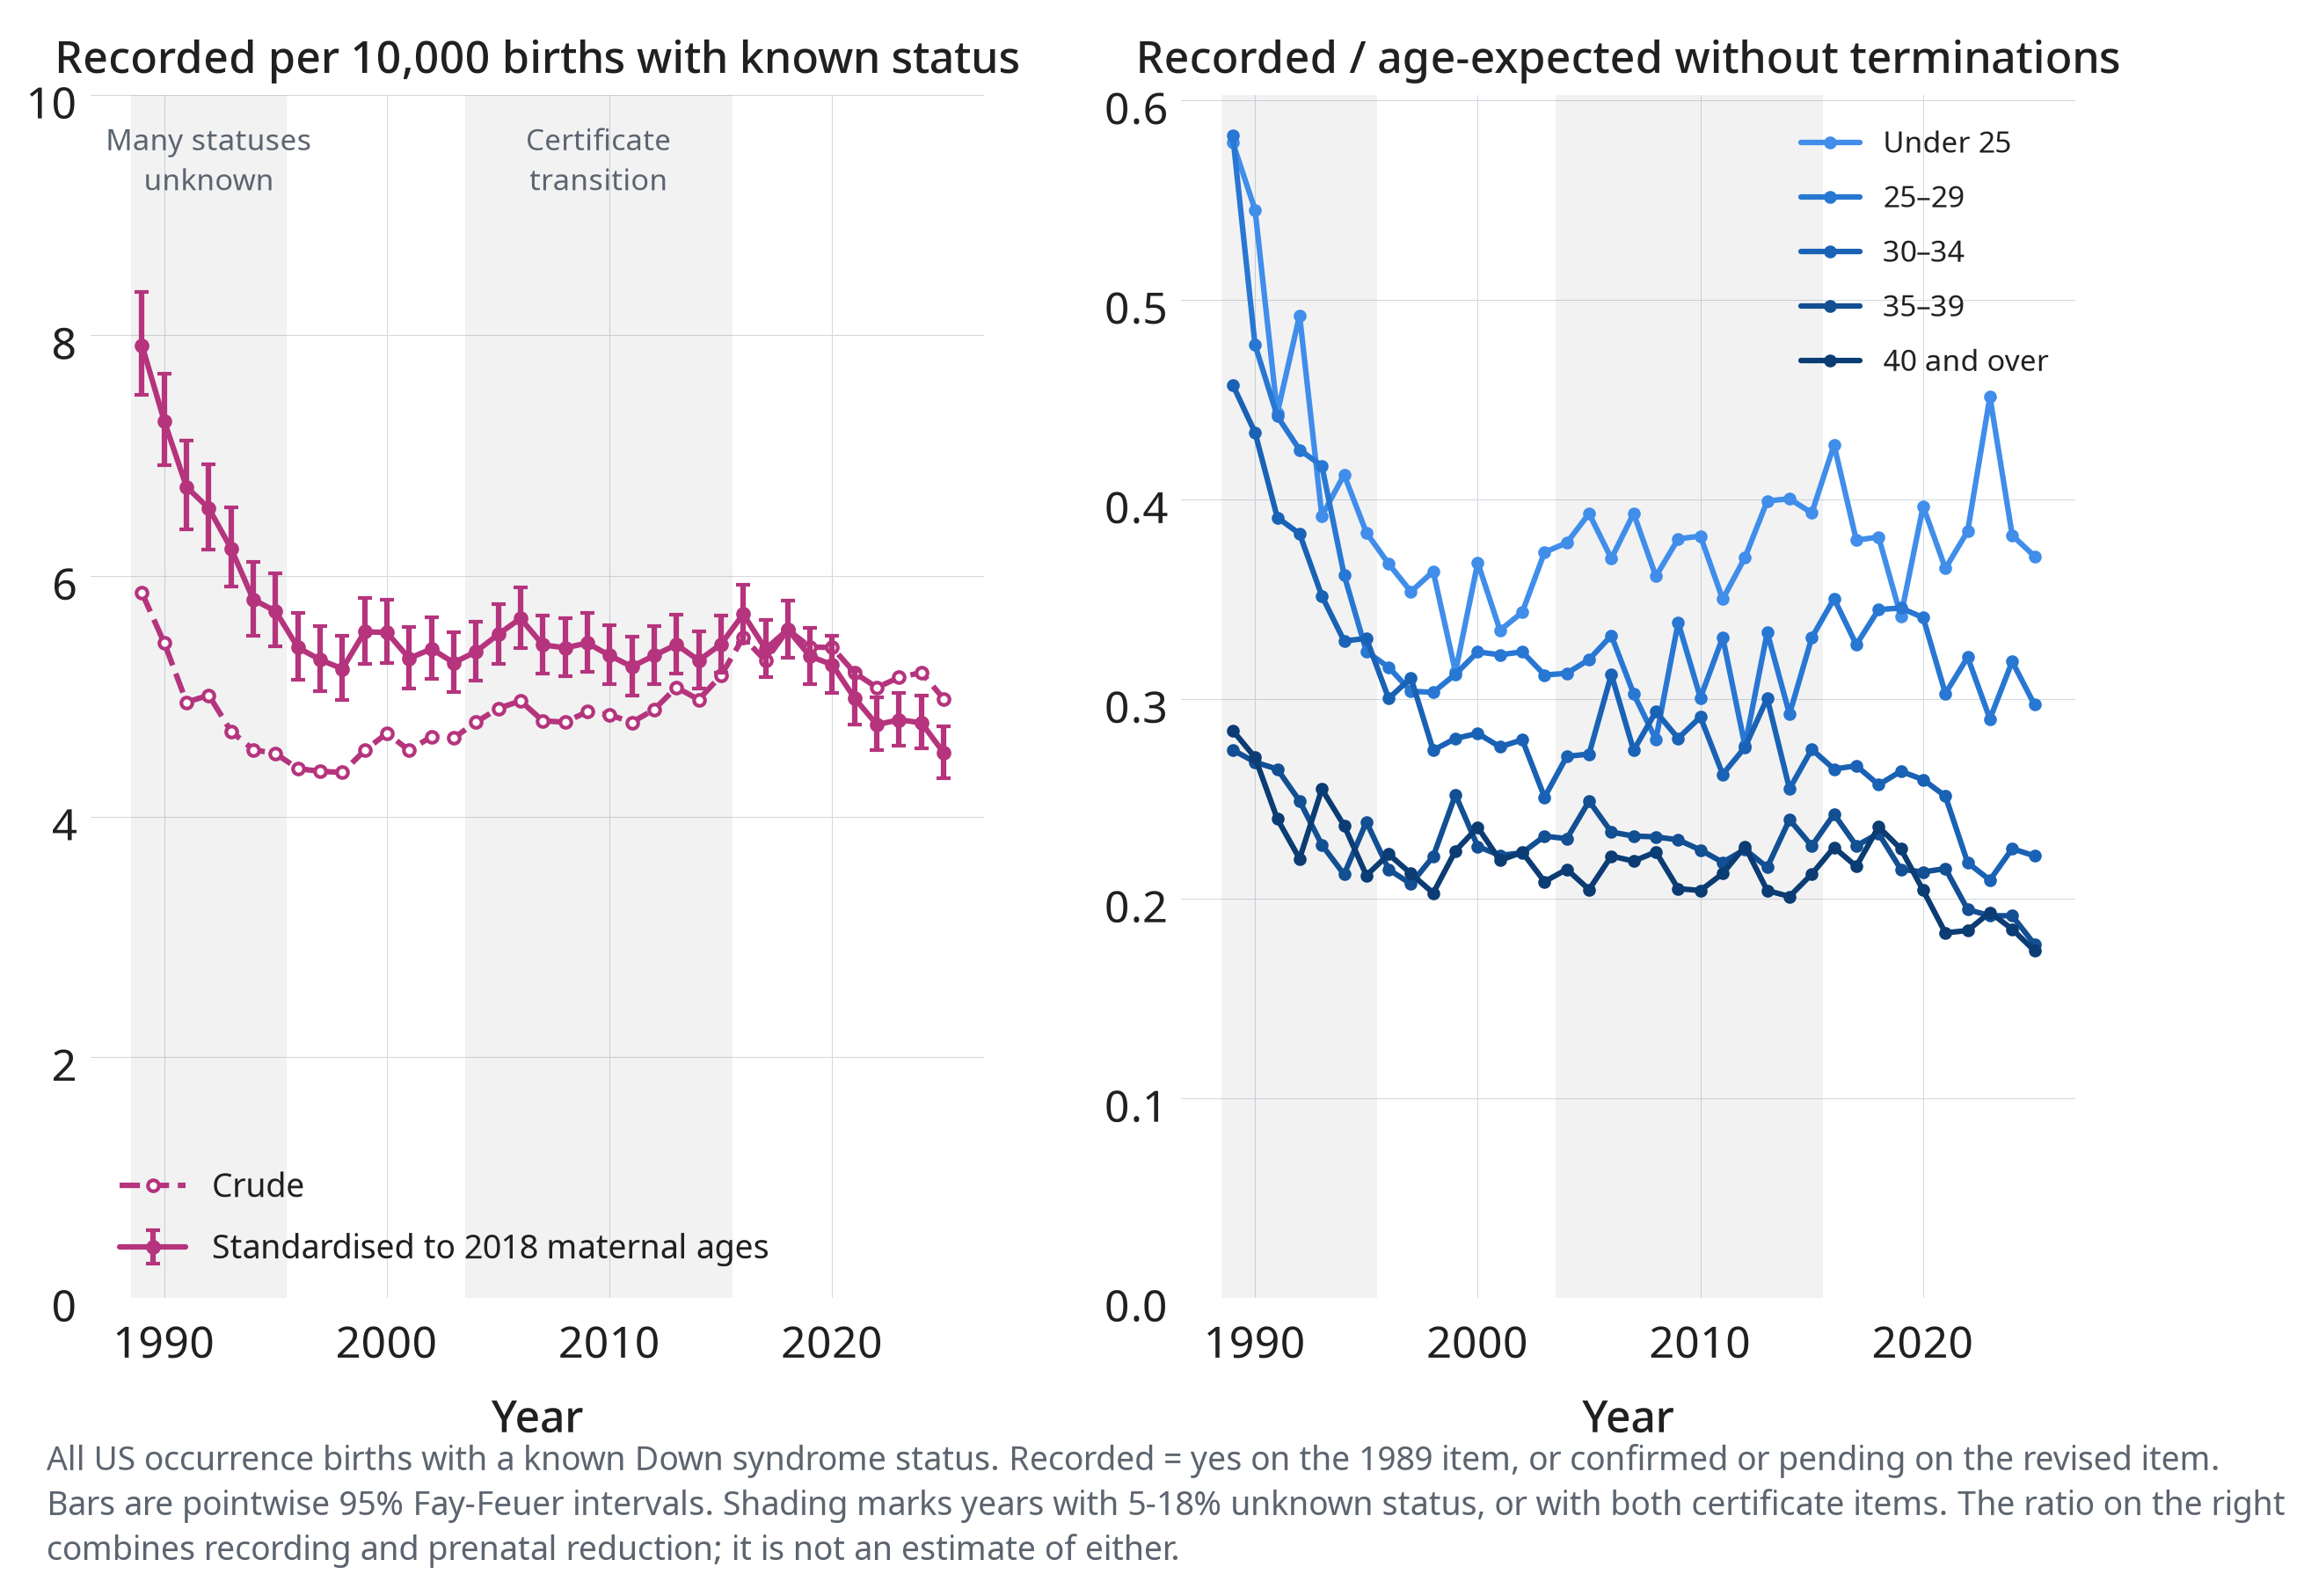 Recorded per 10,000 births with known status
10
8
6
4
2
0
Many statuses
unknown
Certificate
transition
Crude
Standardised to 2018 maternal ages
1990 2000 2010 2020
Year
Recorded / age-expected without terminations
0.6
0.5
0.4
0.3
0.2
0.1
0.0
Under 25
25–29
30–34
35–39
40 and over
1990 2000 2010 2020
Year
All US occurrence births with a known Down syndrome status. Recorded = yes on the 1989 item, or confirmed or pending on the revised item.
Bars are pointwise 95% Fay-Feuer intervals. Shading marks years with 5-18% unknown status, or with both certificate items. The ratio on the right
combines recording and prenatal reduction; it is not an estimate of either.